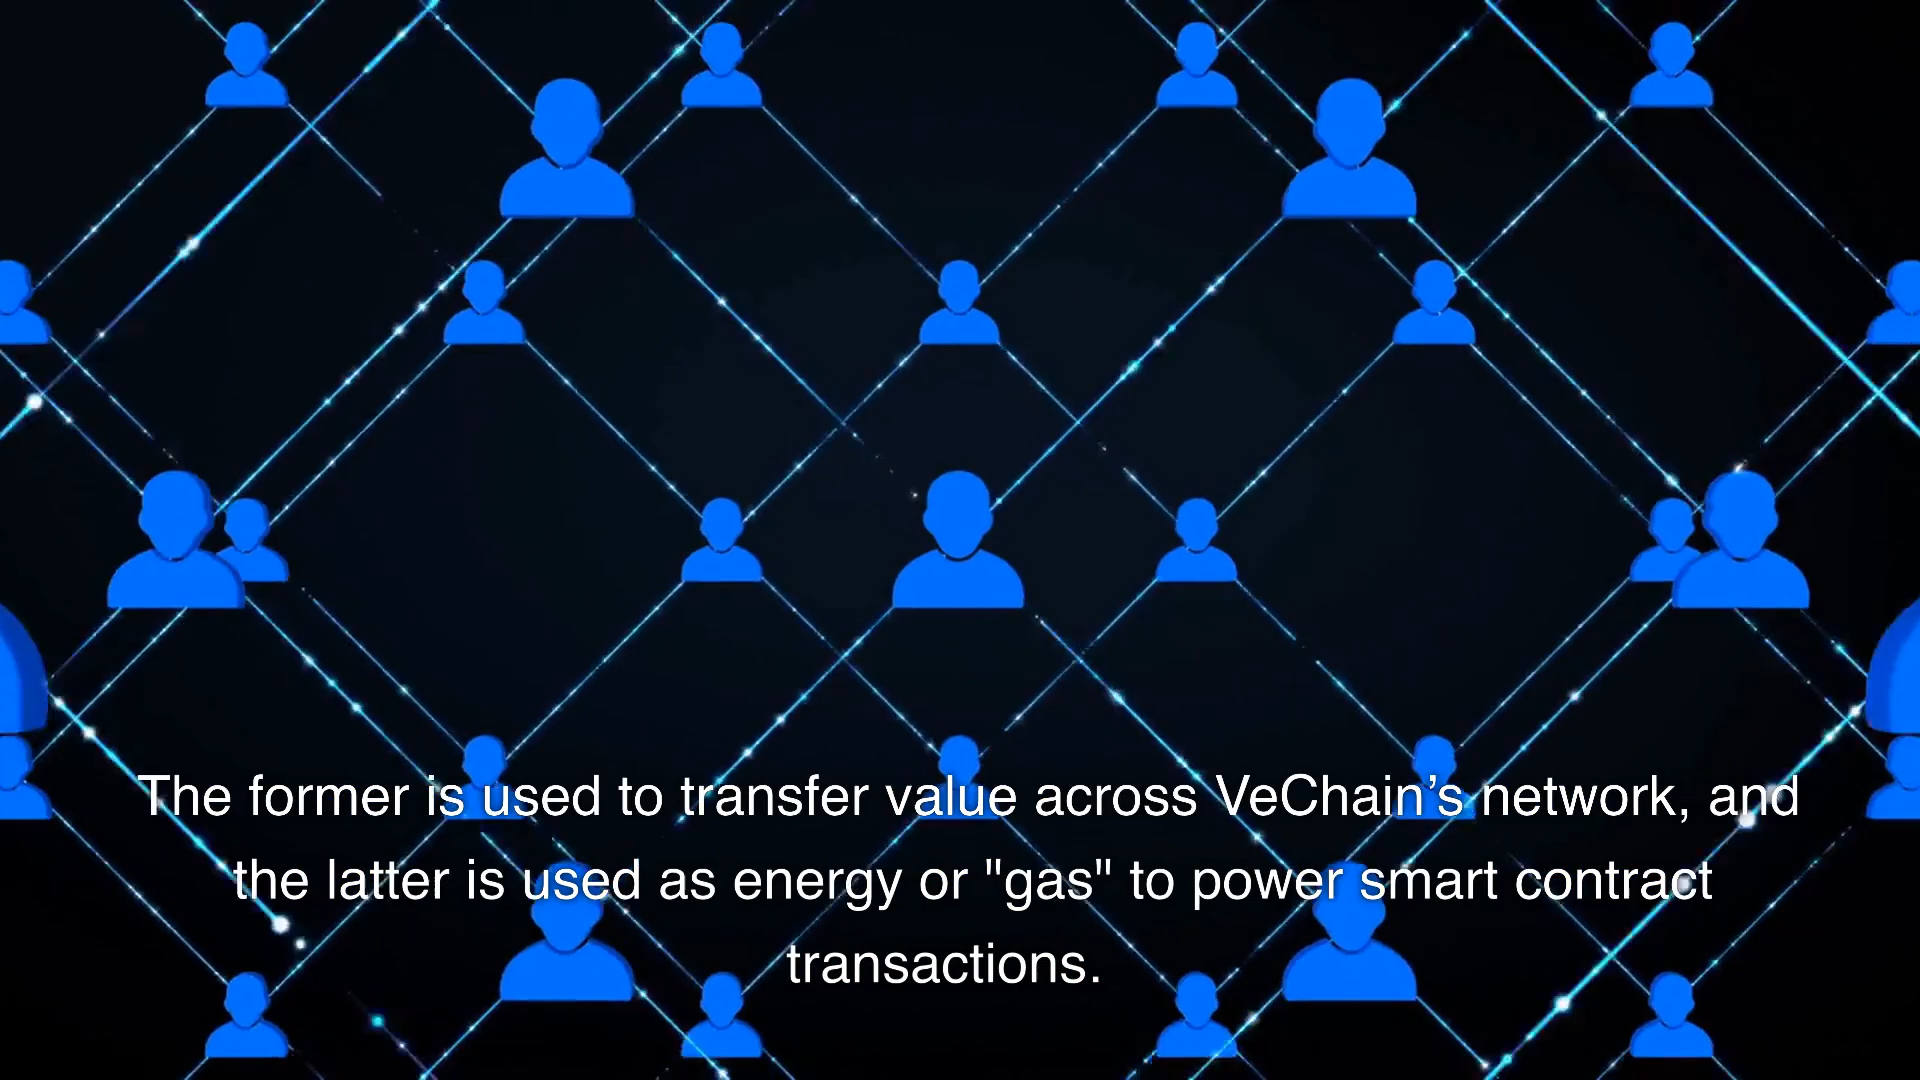 The former is used to transfer value across VeChain’s network, and
the latter is used as energy or "gas" to power smart contract
transactions.